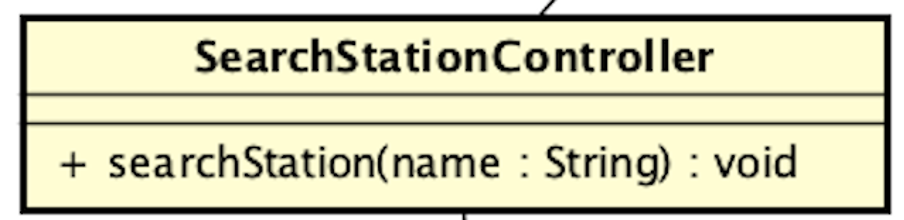 SearchStationController
+ searchStation(name : String) : void